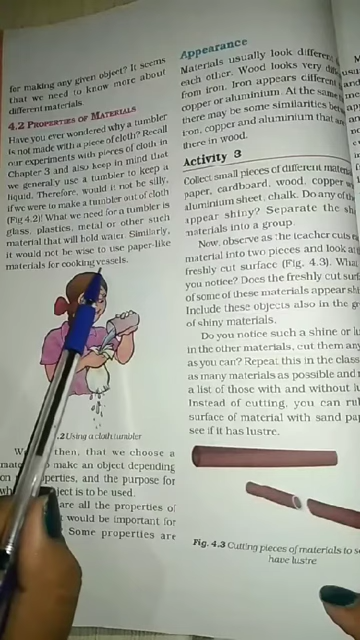 for making any given object? It seems
that we need to know more about
different materials.
4.2 PROPERTIES OF MATERIALS
Have you ever wondered why a tumbler
is not made with a piece of cloth? Recall
our experiments with pieces of cloth in
Chapter 3 and also keep in mind that
we generally use a tumbler to keep a
liquid. Therefore, would it not be silly,
if we were to make a tumbler out of cloth
(Fig 4.2)! What we need for a tumbler is
glass, plastics, metal or other such
material that will hold water. Similarly,
it would not be wise to use paper-like
materials for cooking vessels.
.2 Using a cloth tumbler
then, that we choose a
to make an object depending
on, and the purpose for
is to be used.
are all the properties of
would be important for
Some properties are
Appearance
Materials usually look different
each other. Wood looks very
from iron. Iron appears different
copper or aluminium. At the same
there may be some similarities
iron, copper and aluminium that
there in wood.
Activity 3
Collect small pieces of different
paper, cardboard, wood, copper
aluminium sheet, chalk. Do any of
appear shiny? Separate the
materials into a group.
Now, observe as the teacher cuts
material into two pieces and look at
freshly cut surface (Fig. 4.3). What
you notice? Does the freshly cut
of some of these materials appear
Include these objects also in the
of shiny materials.
Do you notice such a shine or
in the other materials, cut them
as you can? Repeat this in the class
as many materials as possible and
a list of those with and without
Instead of cutting, you can
surface of material with sand
see if it has lustre.
Fig. 4.3 Cutting pieces of materials to
have lustre